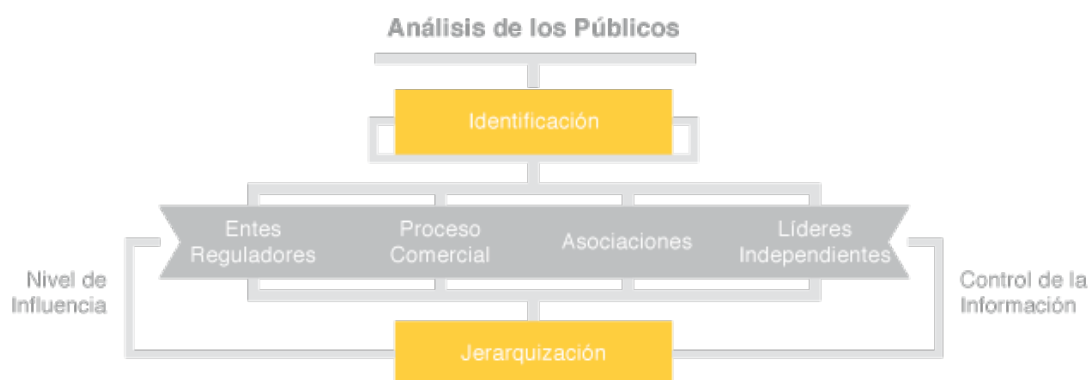 Análisis de los Públicos
Identificación
Entes
Reguladores
Proceso
Comercial
Asociaciones
Líderes
Independientes
Nivel de
Influencia
Control de la
Información
Jerarquización